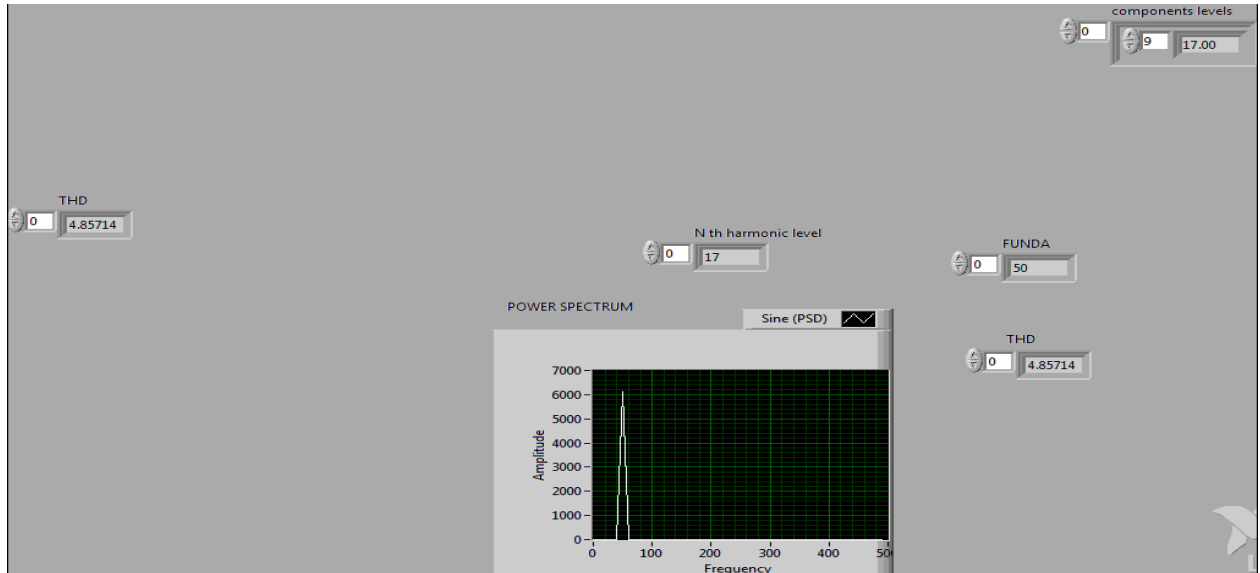 components levels
0 9 17.00
THD
0 4.85714
N th harmonic level
0 17
FUNDA
0 50
POWER SPECTRUM
Sine (PSD)
THD
0 4.85714
7000
6000
5000
4000
3000
2000
1000
0
Amplitude
0 100 200 300 400
Frequency